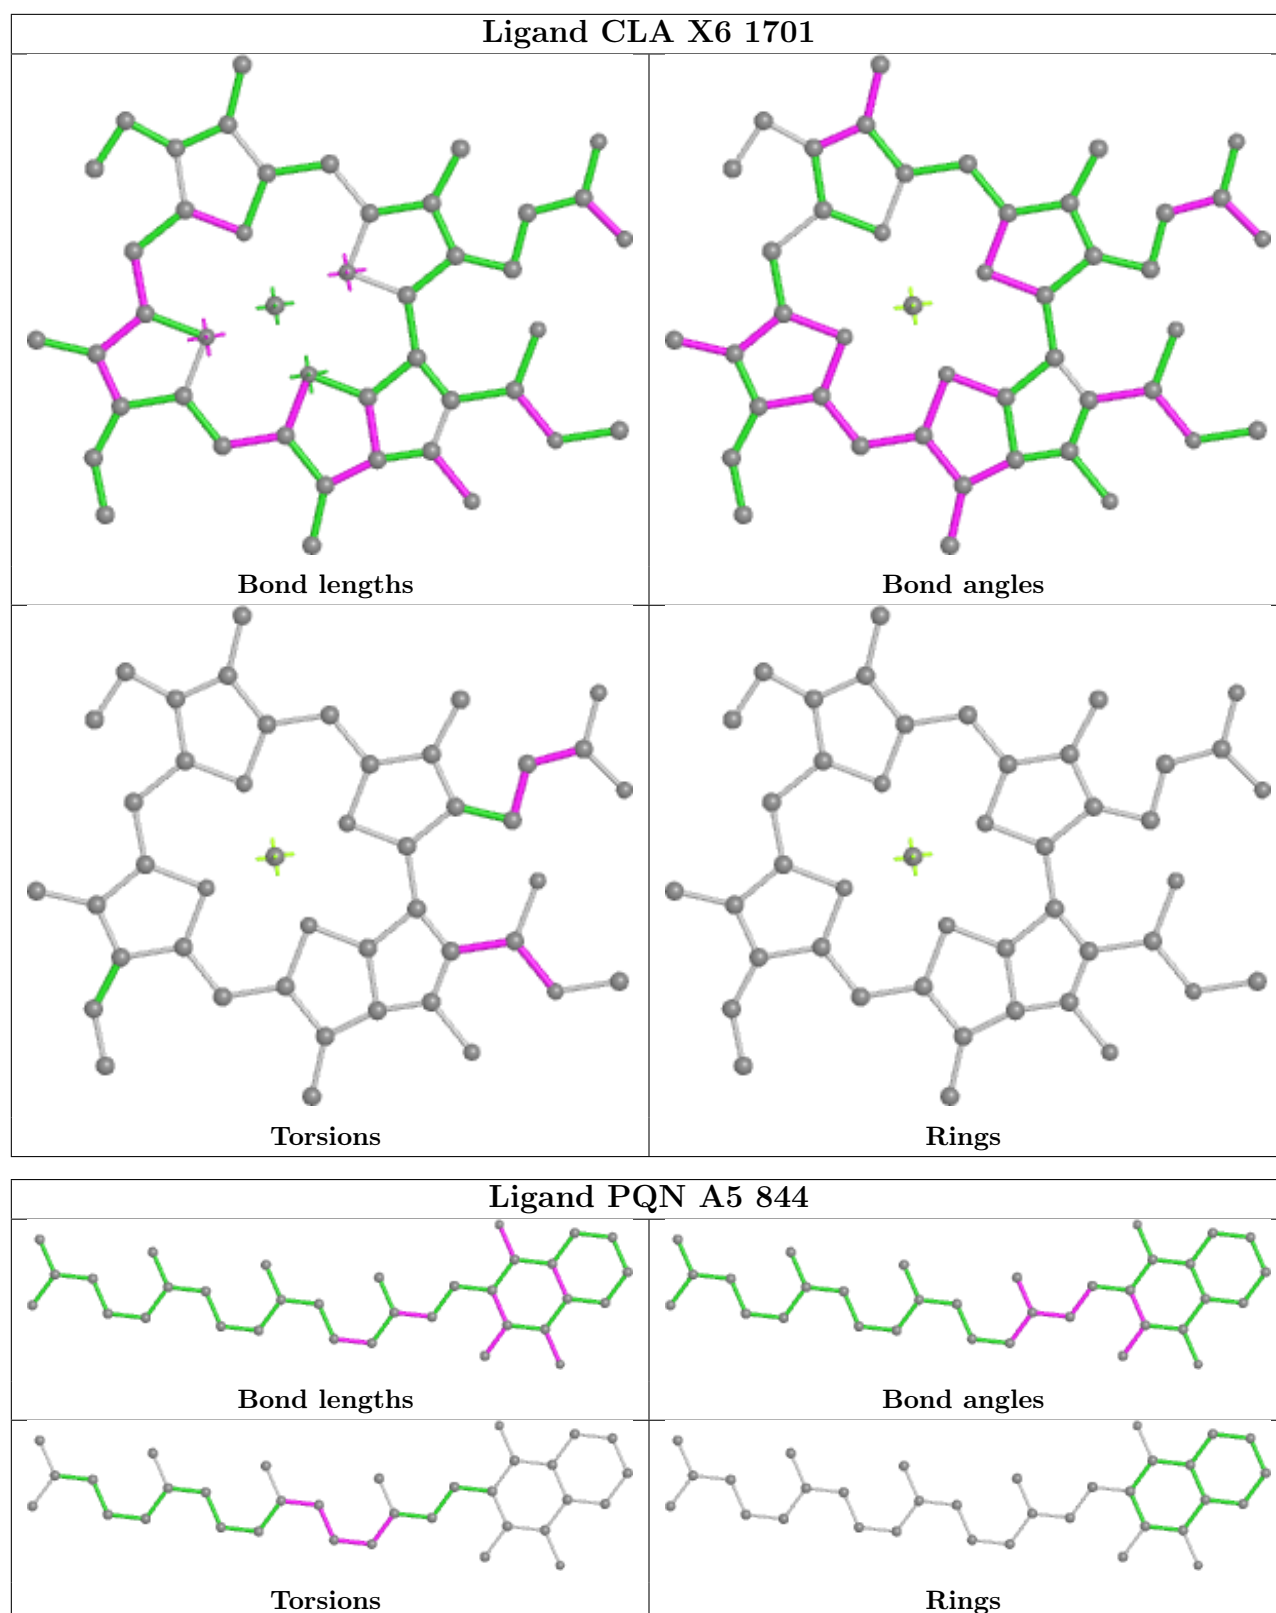 Ligand CLA X6 1701
Bond lengths
Bond angles
Torsions
Rings
Ligand PQN A5 844
Bond lengths
Bond angles
Torsions
Rings